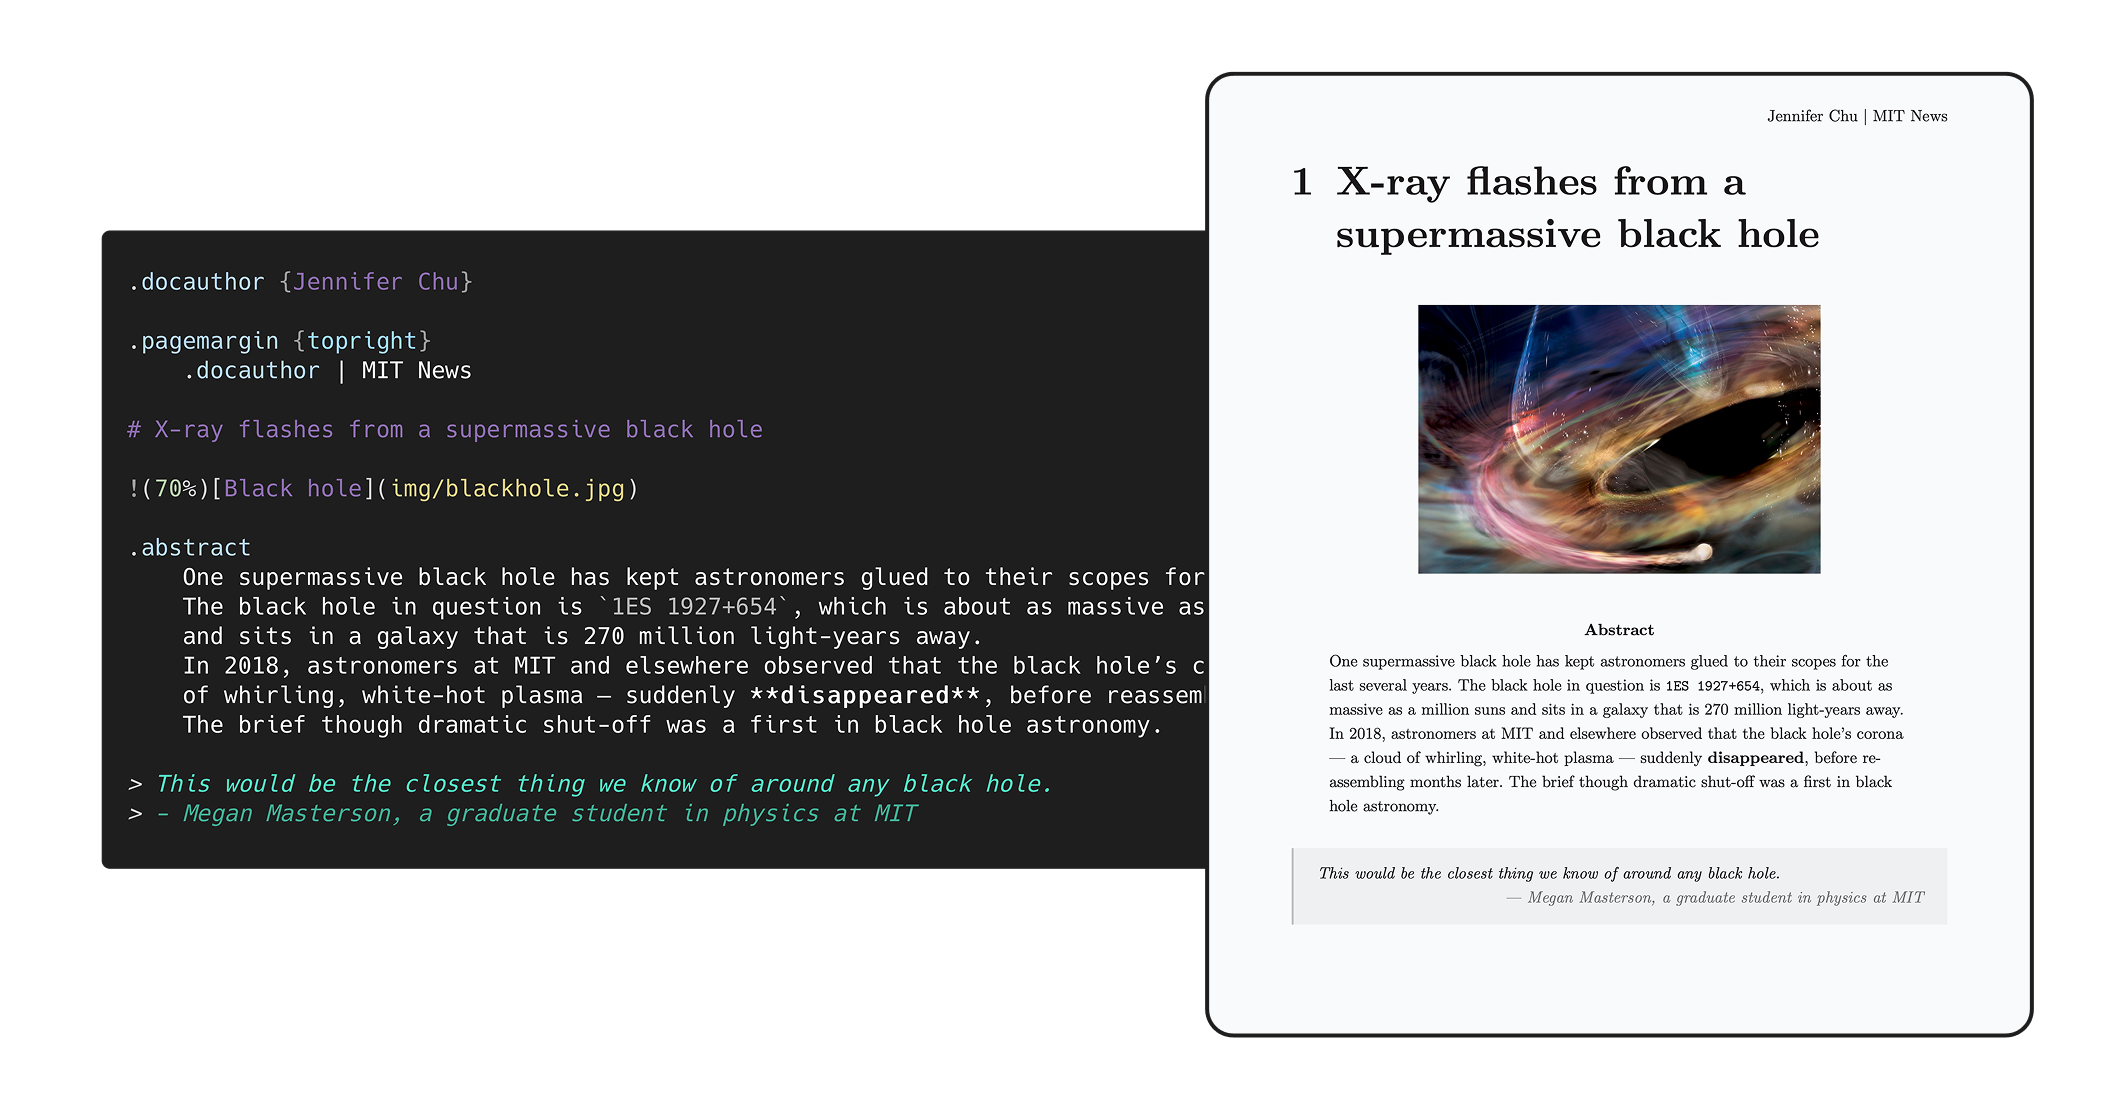 .docauthor {Jennifer Chu}
.pagemargin {topright}
.docauthor | MIT News
# X-ray flashes from a supermassive black hole
!(70%)[Black hole](img/blackhole.jpg)
.abstract
One supermassive black hole has kept astronomers glued to their scopes for
The black hole in question is `1ES 1927+654`, which is about as massive as
and sits in a galaxy that is 270 million light-years away.
In 2018, astronomers at MIT and elsewhere observed that the black hole’s c
of whirling, white-hot plasma — suddenly **disappeared**, before reassem
The brief though dramatic shut-off was a first in black hole astronomy.
> This would be the closest thing we know of around any black hole.
> - Megan Masterson, a graduate student in physics at MIT
Jennifer Chu | MIT News
1 X-ray flashes from a
supermassive black hole
Abstract
One supermassive black hole has kept astronomers glued to their scopes for the
last several years. The black hole in question is 1ES 1927+654, which is about as
massive as a million suns and sits in a galaxy that is 270 million light-years away.
In 2018, astronomers at MIT and elsewhere observed that the black hole’s corona
— a cloud of whirling, white-hot plasma — suddenly disappeared, before re-
assembling months later. The brief though dramatic shut-off was a first in black
hole astronomy.
This would be the closest thing we know of around any black hole.
— Megan Masterson, a graduate student in physics at MIT